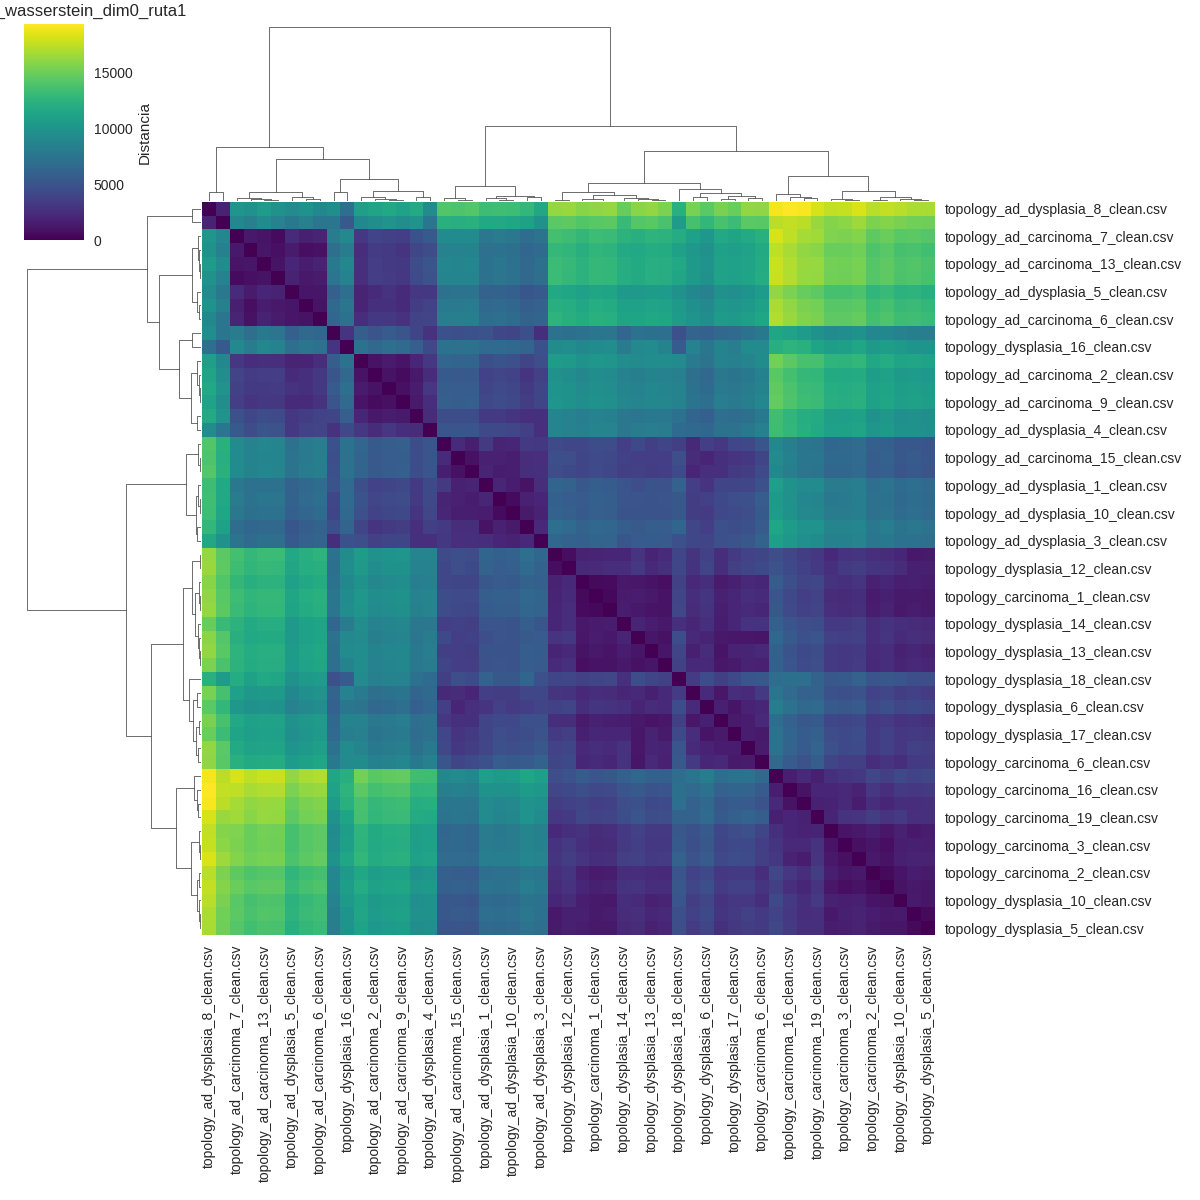 _wasserstein_dim0_ruta1
15000
10000
5000
0
Distancia
topology_ad_dysplasia_8_clean.csv
topology_ad_carcinoma_7_clean.csv
topology_ad_carcinoma_13_clean.csv
topology_ad_dysplasia_5_clean.csv
topology_ad_carcinoma_6_clean.csv
topology_dysplasia_16_clean.csv
topology_ad_carcinoma_2_clean.csv
topology_ad_carcinoma_9_clean.csv
topology_ad_dysplasia_4_clean.csv
topology_ad_carcinoma_15_clean.csv
topology_ad_dysplasia_1_clean.csv
topology_ad_dysplasia_10_clean.csv
topology_ad_dysplasia_3_clean.csv
topology_dysplasia_12_clean.csv
topology_carcinoma_1_clean.csv
topology_dysplasia_14_clean.csv
topology_dysplasia_13_clean.csv
topology_dysplasia_18_clean.csv
topology_dysplasia_6_clean.csv
topology_dysplasia_17_clean.csv
topology_carcinoma_6_clean.csv
topology_carcinoma_16_clean.csv
topology_carcinoma_19_clean.csv
topology_carcinoma_3_clean.csv
topology_carcinoma_2_clean.csv
topology_dysplasia_10_clean.csv
topology_dysplasia_5_clean.csv
topology_ad_dysplasia_8_clean.csv
topology_ad_carcinoma_7_clean.csv
topology_ad_carcinoma_13_clean.csv
topology_ad_dysplasia_5_clean.csv
topology_ad_carcinoma_6_clean.csv
topology_dysplasia_16_clean.csv
topology_ad_carcinoma_2_clean.csv
topology_ad_carcinoma_9_clean.csv
topology_ad_dysplasia_4_clean.csv
topology_ad_carcinoma_15_clean.csv
topology_ad_dysplasia_1_clean.csv
topology_ad_dysplasia_10_clean.csv
topology_ad_dysplasia_3_clean.csv
topology_dysplasia_12_clean.csv
topology_carcinoma_1_clean.csv
topology_dysplasia_14_clean.csv
topology_dysplasia_13_clean.csv
topology_dysplasia_18_clean.csv
topology_dysplasia_6_clean.csv
topology_dysplasia_17_clean.csv
topology_carcinoma_6_clean.csv
topology_carcinoma_16_clean.csv
topology_carcinoma_19_clean.csv
topology_carcinoma_3_clean.csv
topology_carcinoma_2_clean.csv
topology_dysplasia_10_clean.csv
topology_dysplasia_5_clean.csv